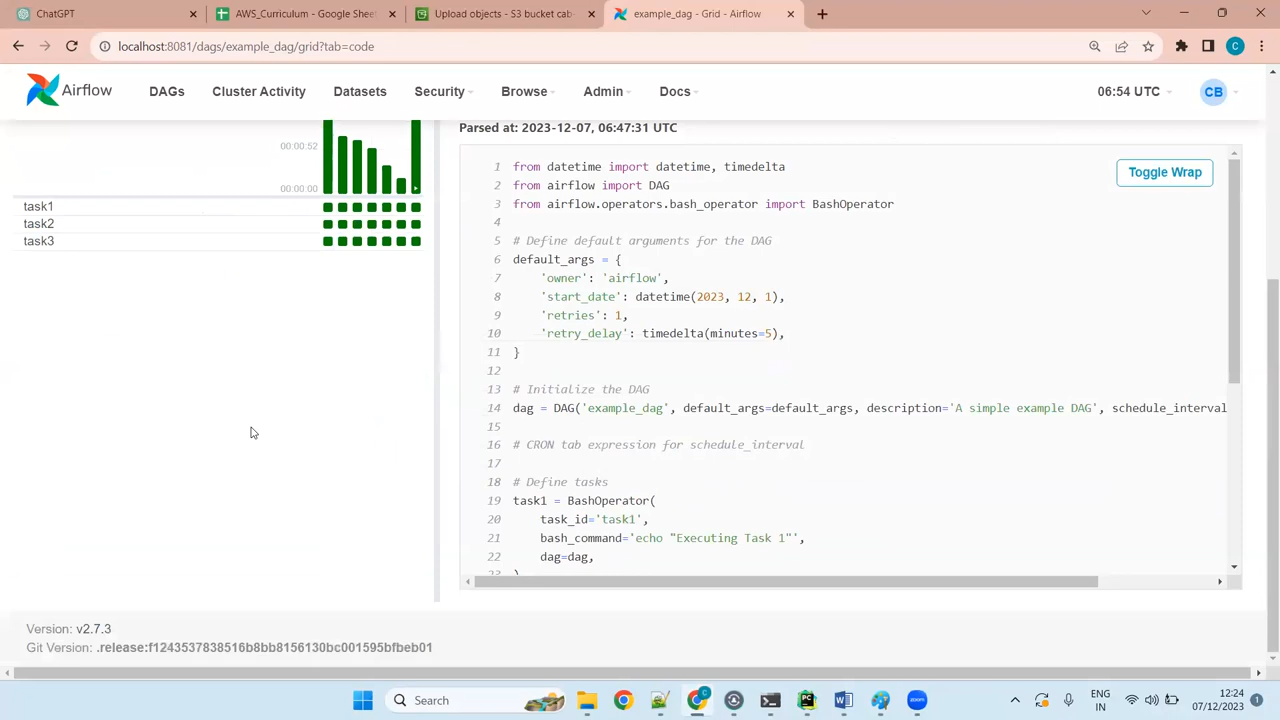 ChatGPT
AWS_Curriculum - Google Sheet
Upload objects - S3 bucket cab
example_dag - Grid - Airflow
localhost:8081/dags/example_dag/grid?tab=code
C
Airflow
DAGs
Cluster Activity
Datasets
Security
Browse
Admin
Docs
06:54 UTC
CB
Parsed at: 2023-12-07, 06:47:31 UTC
00:00:52
00:00:00
task1
task2
task3
Toggle Wrap
1 from datetime import datetime, timedelta
2 from airflow import DAG
3 from airflow.operators.bash_operator import BashOperator
4
5 # Define default arguments for the DAG
6 default_args = {
7 'owner': 'airflow',
8 'start_date': datetime(2023, 12, 1),
9 'retries': 1,
10 'retry_delay': timedelta(minutes=5),
11 }
12
13 # Initialize the DAG
14 dag = DAG('example_dag', default_args=default_args, description='A simple example DAG', schedule_interval
15
16 # CRON tab expression for schedule_interval
17
18 # Define tasks
19 task1 = BashOperator(
20 task_id='task1',
21 bash_command='echo "Executing Task 1"',
22 dag=dag,
23 )
Version: v2.7.3
Git Version: .release:f1243537838516b8bb8156130bc001595bfbeb01
Search
C
PC
W
zoom
ENG
IN
12:24
07/12/2023
1